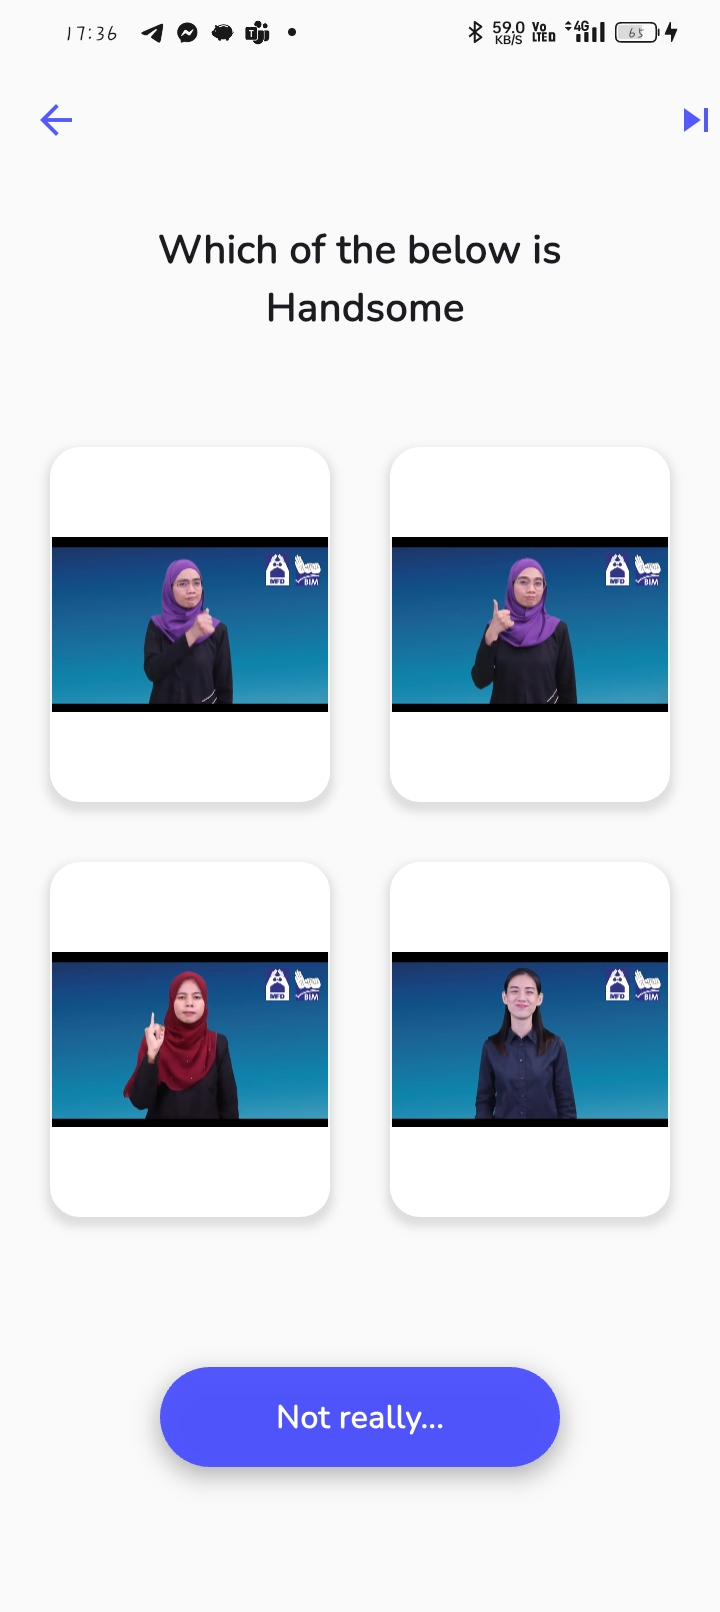 17:36
59.0
KB/S
Vo
LTED
4G
65
Which of the below is
Handsome
MFD
BIM
MFD
BIM
MFD
BIM
MFD
BIM
Not really...